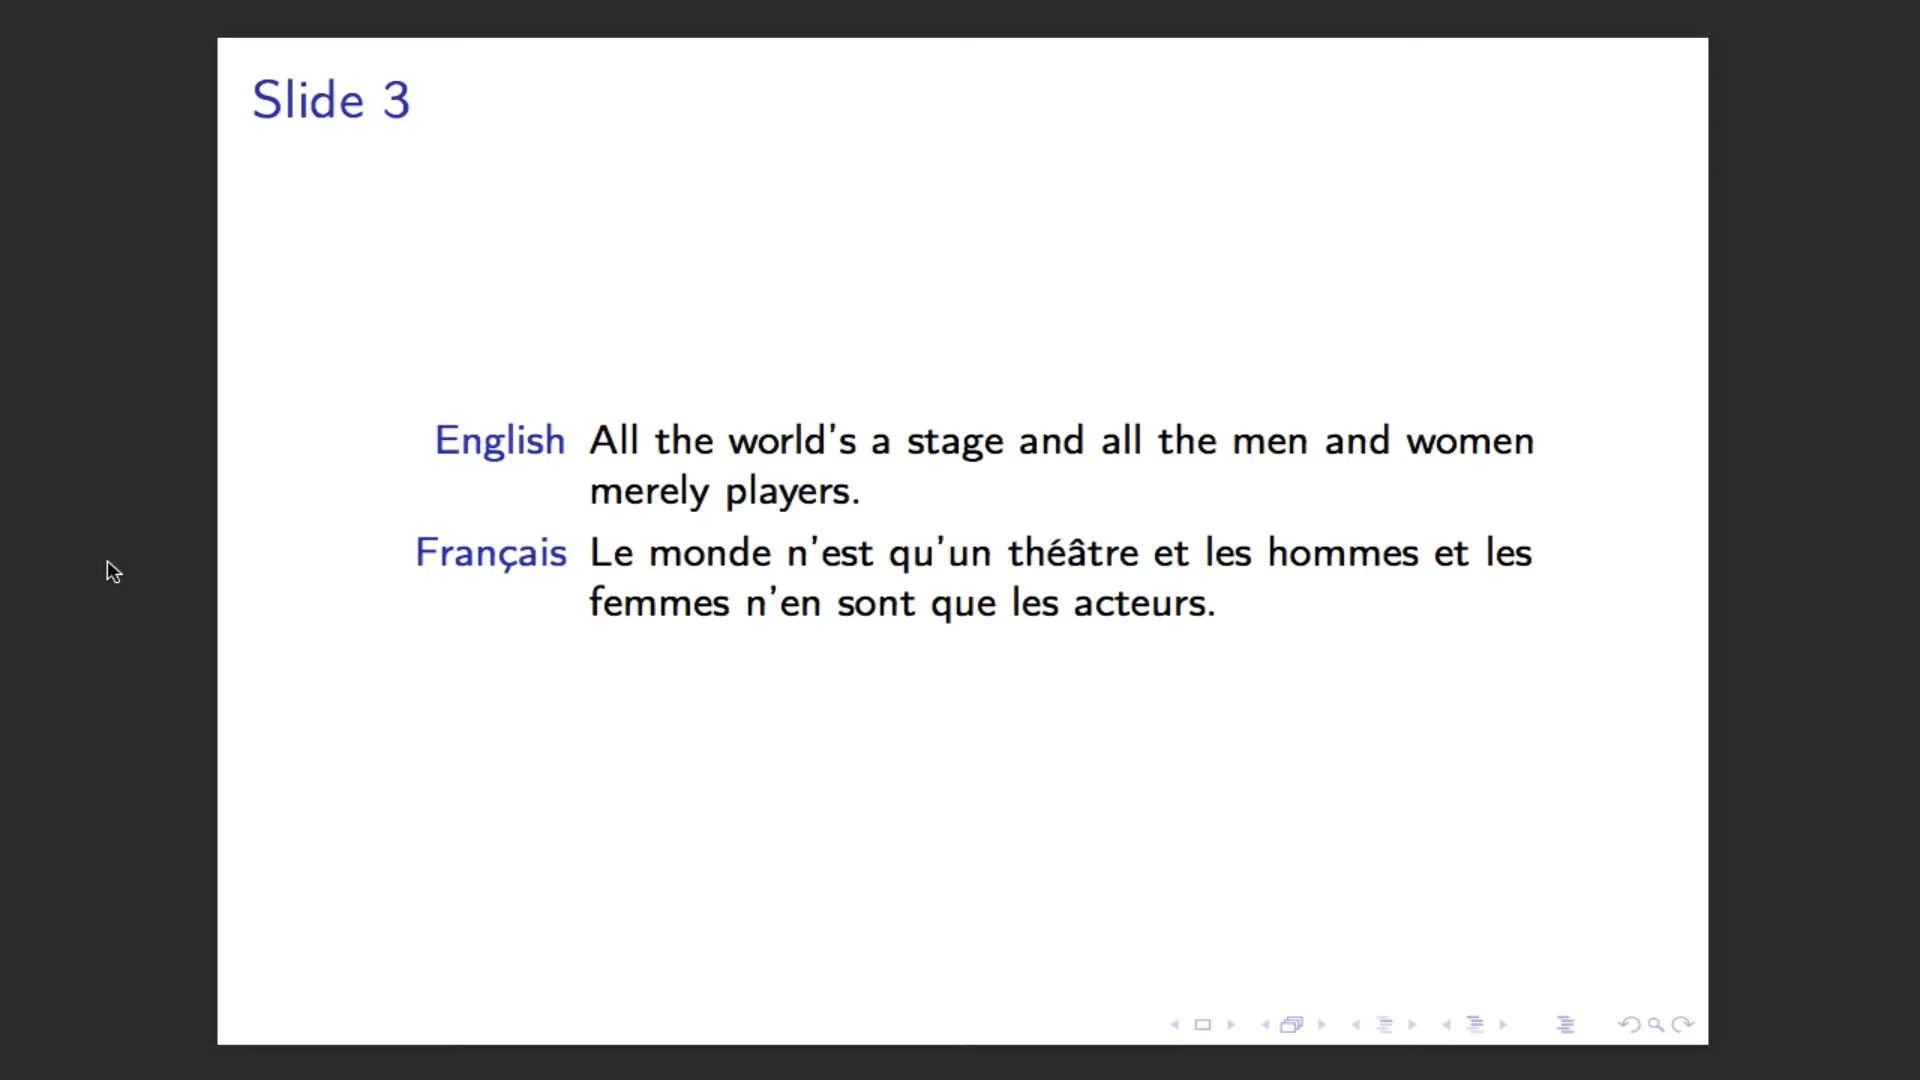 Slide 3
English All the world's a stage and all the men and women
merely players.
Français Le monde n'est qu'un théâtre et les hommes et les
femmes n'en sont que les acteurs.